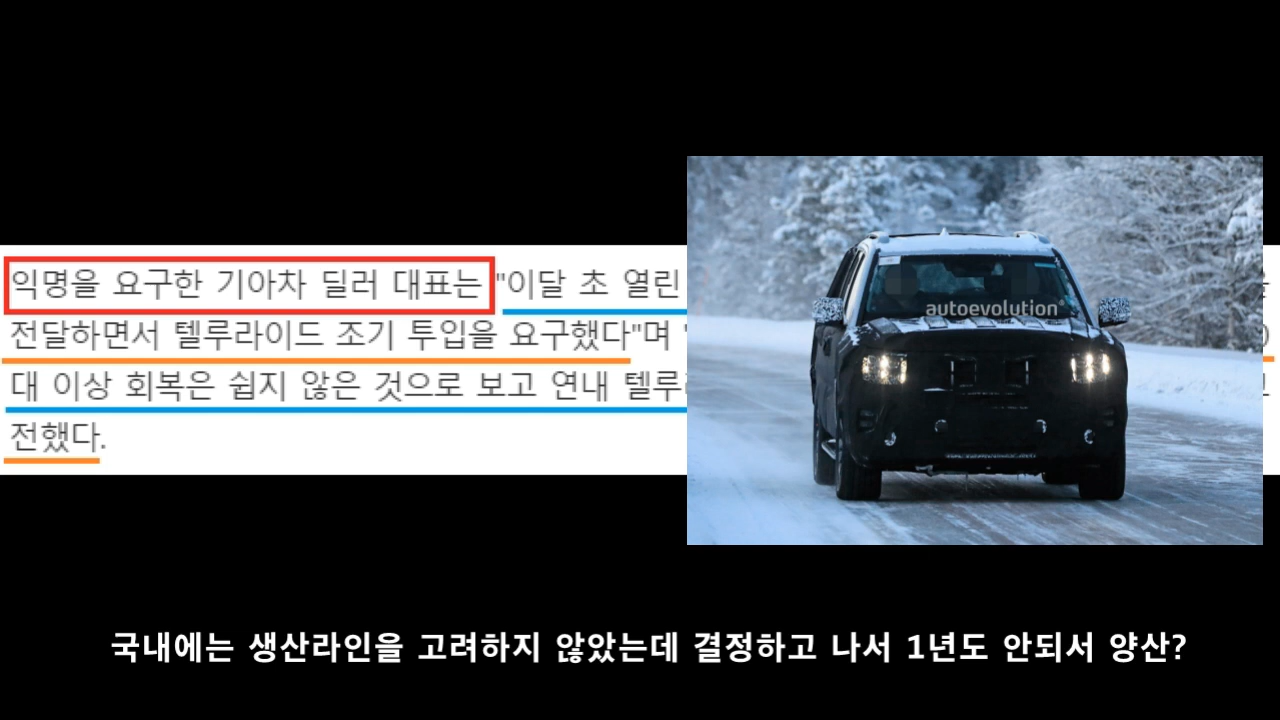 익명을 요구한 기아차 딜러 대표는 "이달 초 열린
전달하면서 텔루라이드 조기 투입을 요구했다"며
대 이상 회복은 쉽지 않은 것으로 보고 연내
전했다.
autoevolution
국내에는 생산라인을 고려하지 않았는데 결정하고 나서 1년도 안되서 양산?